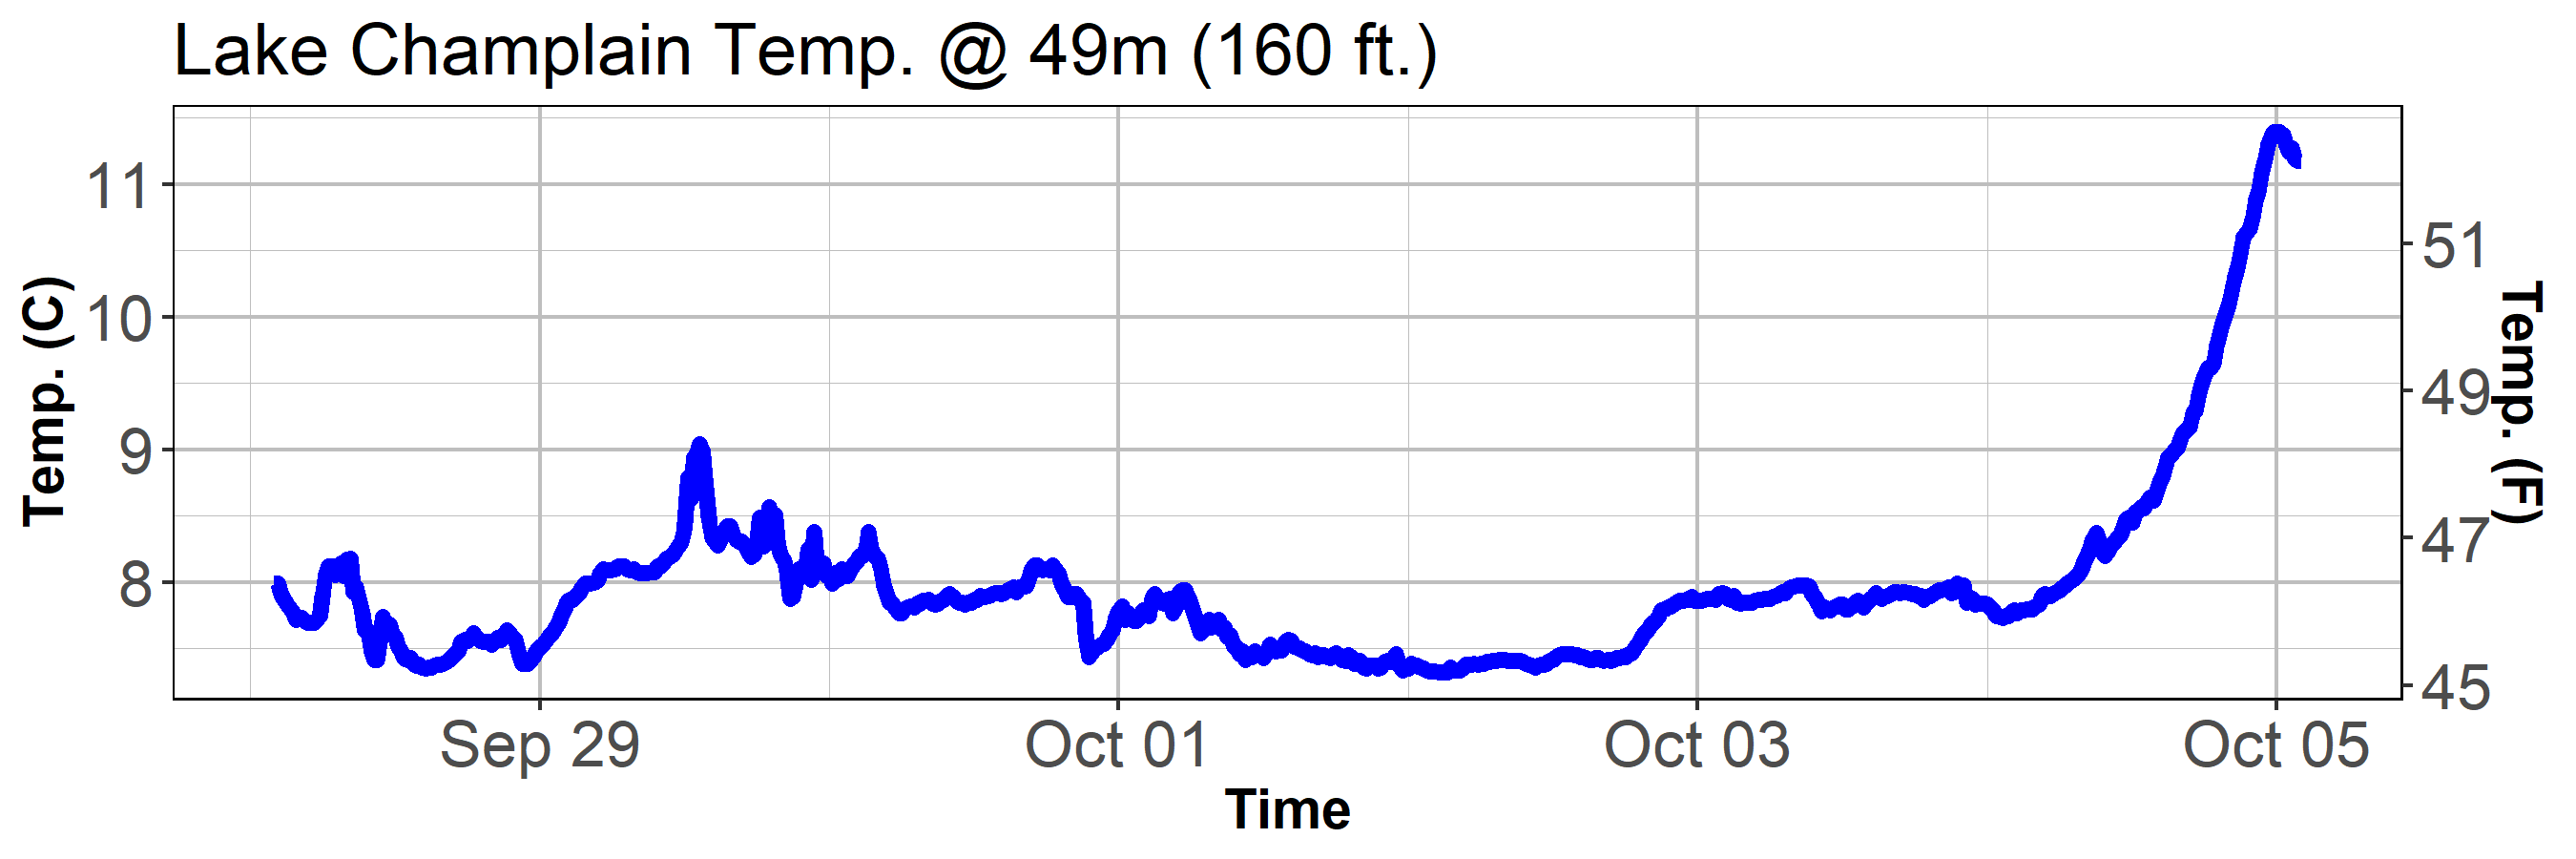 Lake Champlain Temp. @ 49m (160 ft.)
Temp. (C)
11
10
9
8
51
49
47
45
Temp. (F)
Sep 29 Oct 01 Oct 03 Oct 05
Time